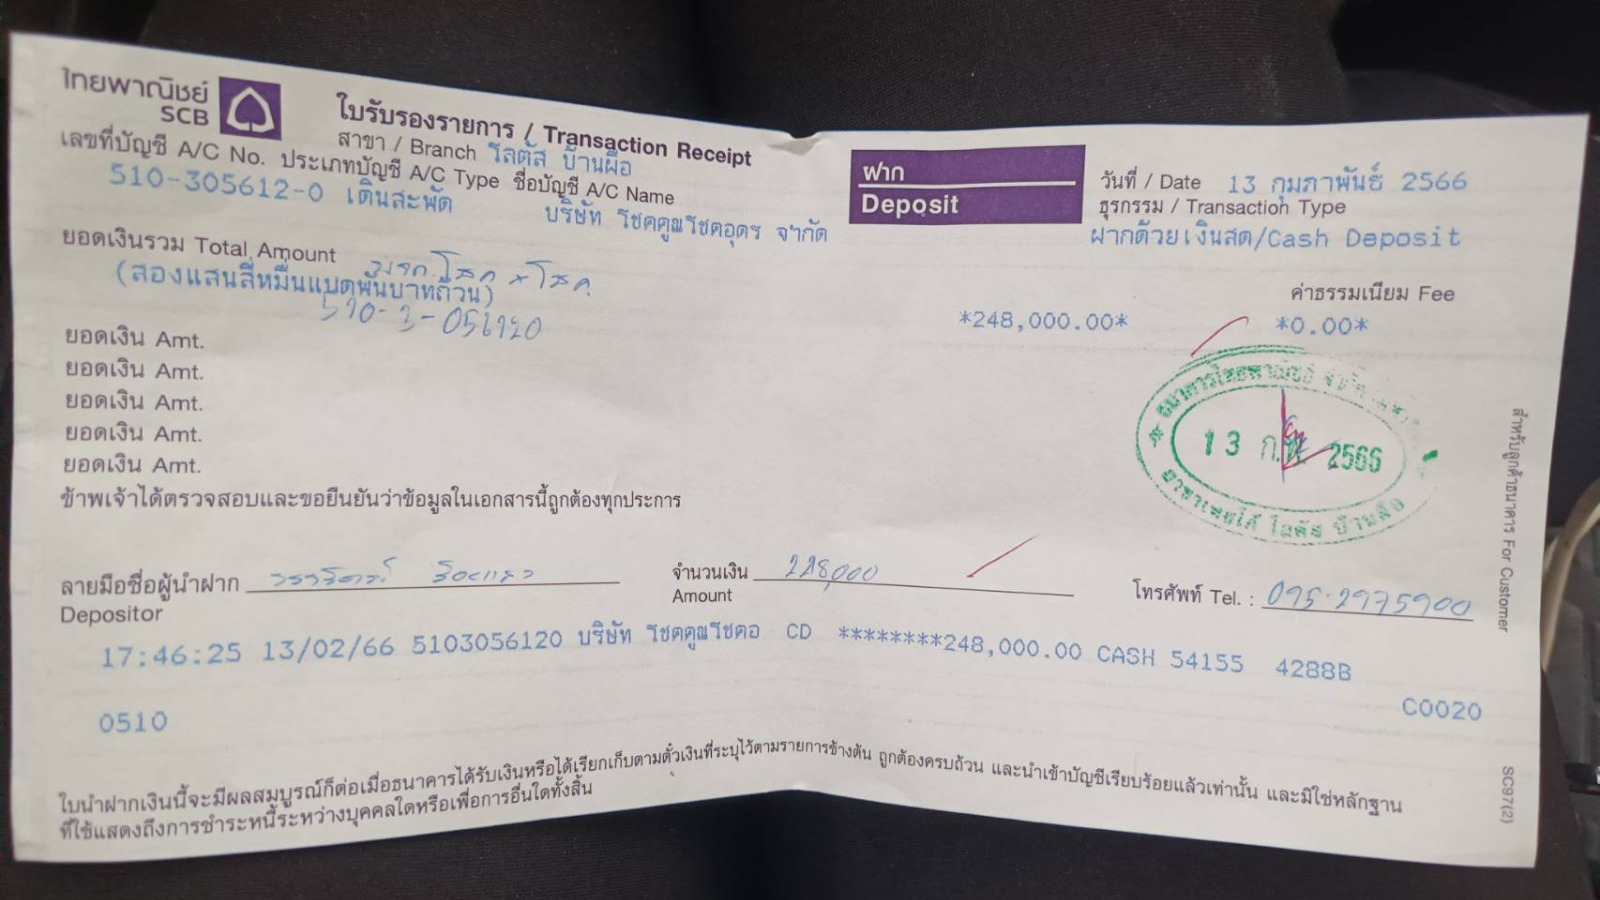 ไทยพาณิชย์
SCB
ใบรับรองรายการ / Transaction Receipt
สาขา / Branch โลตัส บ้านผือ
เลขที่บัญชี A/C No. ประเภทบัญชี A/C Type ชื่อบัญชี A/C Name
510-305612-0 เดินสะพัด บริษัท โชคคูณโชคอุดร จำกัด
ฝาก
Deposit
วันที่ / Date 13 กุมภาพันธ์ 2566
ธุรกรรม / Transaction Type
ฝากด้วยเงินสด/Cash Deposit
ยอดเงินรวม Total Amount
(สองแสนสี่หมื่นแปดพันบาทถ้วน)
บจก.โชค x โชค
510-3-056120
*248,000.00*
ค่าธรรมเนียม Fee
*0.00*
ยอดเงิน Amt.
ยอดเงิน Amt.
ยอดเงิน Amt.
ยอดเงิน Amt.
ยอดเงิน Amt.
13 ก.พ. 2566
ข้าพเจ้าได้ตรวจสอบและขอยืนยันว่าข้อมูลในเอกสารนี้ถูกต้องทุกประการ
ลายมือชื่อผู้นำฝาก
Depositor
จำนวนเงิน 248,000
Amount
โทรศัพท์ Tel. : 095-2975900
17:46:25 13/02/66 5103056120 บริษัท โชคคูณโชคอ CD ********248,000.00 CASH 54155 4288B
0510 C0020
ใบนำฝากเงินนี้จะมีผลสมบูรณ์ก็ต่อเมื่อธนาคารได้รับเงินหรือได้เรียกเก็บตามตั๋วเงินที่ระบุไว้ตามรายการข้างต้น ถูกต้องครบถ้วน และนำเข้าบัญชีเรียบร้อยแล้วเท่านั้น และมิใช่หลักฐาน
ที่ใช้แสดงถึงการชำระหนี้ระหว่างบุคคลใดหรือเพื่อการอื่นใดทั้งสิ้น
สำหรับลูกค้าธนาคาร For Customer
SC97(2)